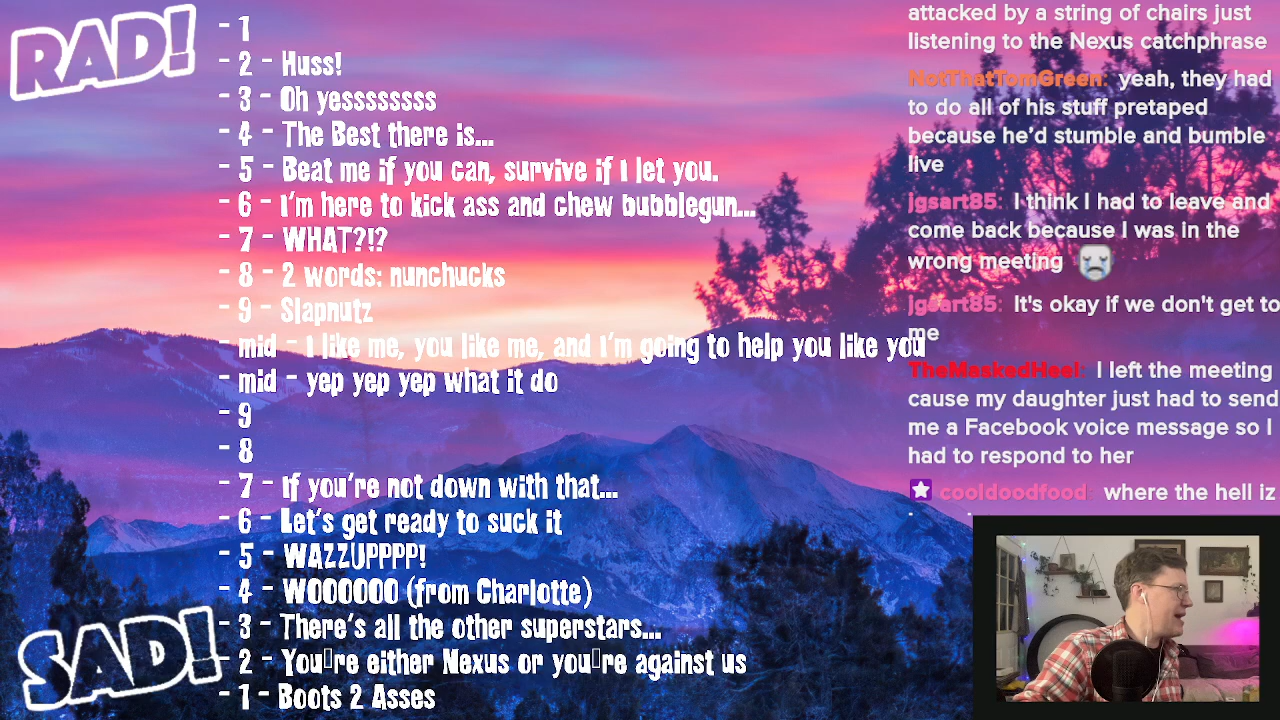 RAD!
- 1
- 2 - Huss!
- 3 - Oh yessssssss
- 4 - The Best there is...
- 5 - Beat me if you can, survive if I let you.
- 6 - I'm here to kick ass and chew bubblegun...
- 7 - WHAT?!?
- 8 - 2 words: nunchucks
- 9 - Slapnutz
- mid - I like me, you like me, and I'm going to help you like you
- mid - yep yep yep what it do
- 9
- 8
- 7 - If you're not down with that...
- 6 - Let's get ready to suck it
- 5 - WAZZUPPPP!
- 4 - WOOOOOO (from Charlotte)
- 3 - There's all the other superstars...
- 2 - You▯re either Nexus or you▯re against us
- 1 - Boots 2 Asses
SAD!
attacked by a string of chairs just
listening to the Nexus catchphrase
NotThatTomGreen: yeah, they had
to do all of his stuff pretaped
because he'd stumble and bumble
live
jgsart85: I think I had to leave and
come back because I was in the
wrong meeting
jgsart85: It's okay if we don't get to
me
TheMaskedHeel: I left the meeting
cause my daughter just had to send
me a Facebook voice message so I
had to respond to her
cooldoodfood: where the hell iz